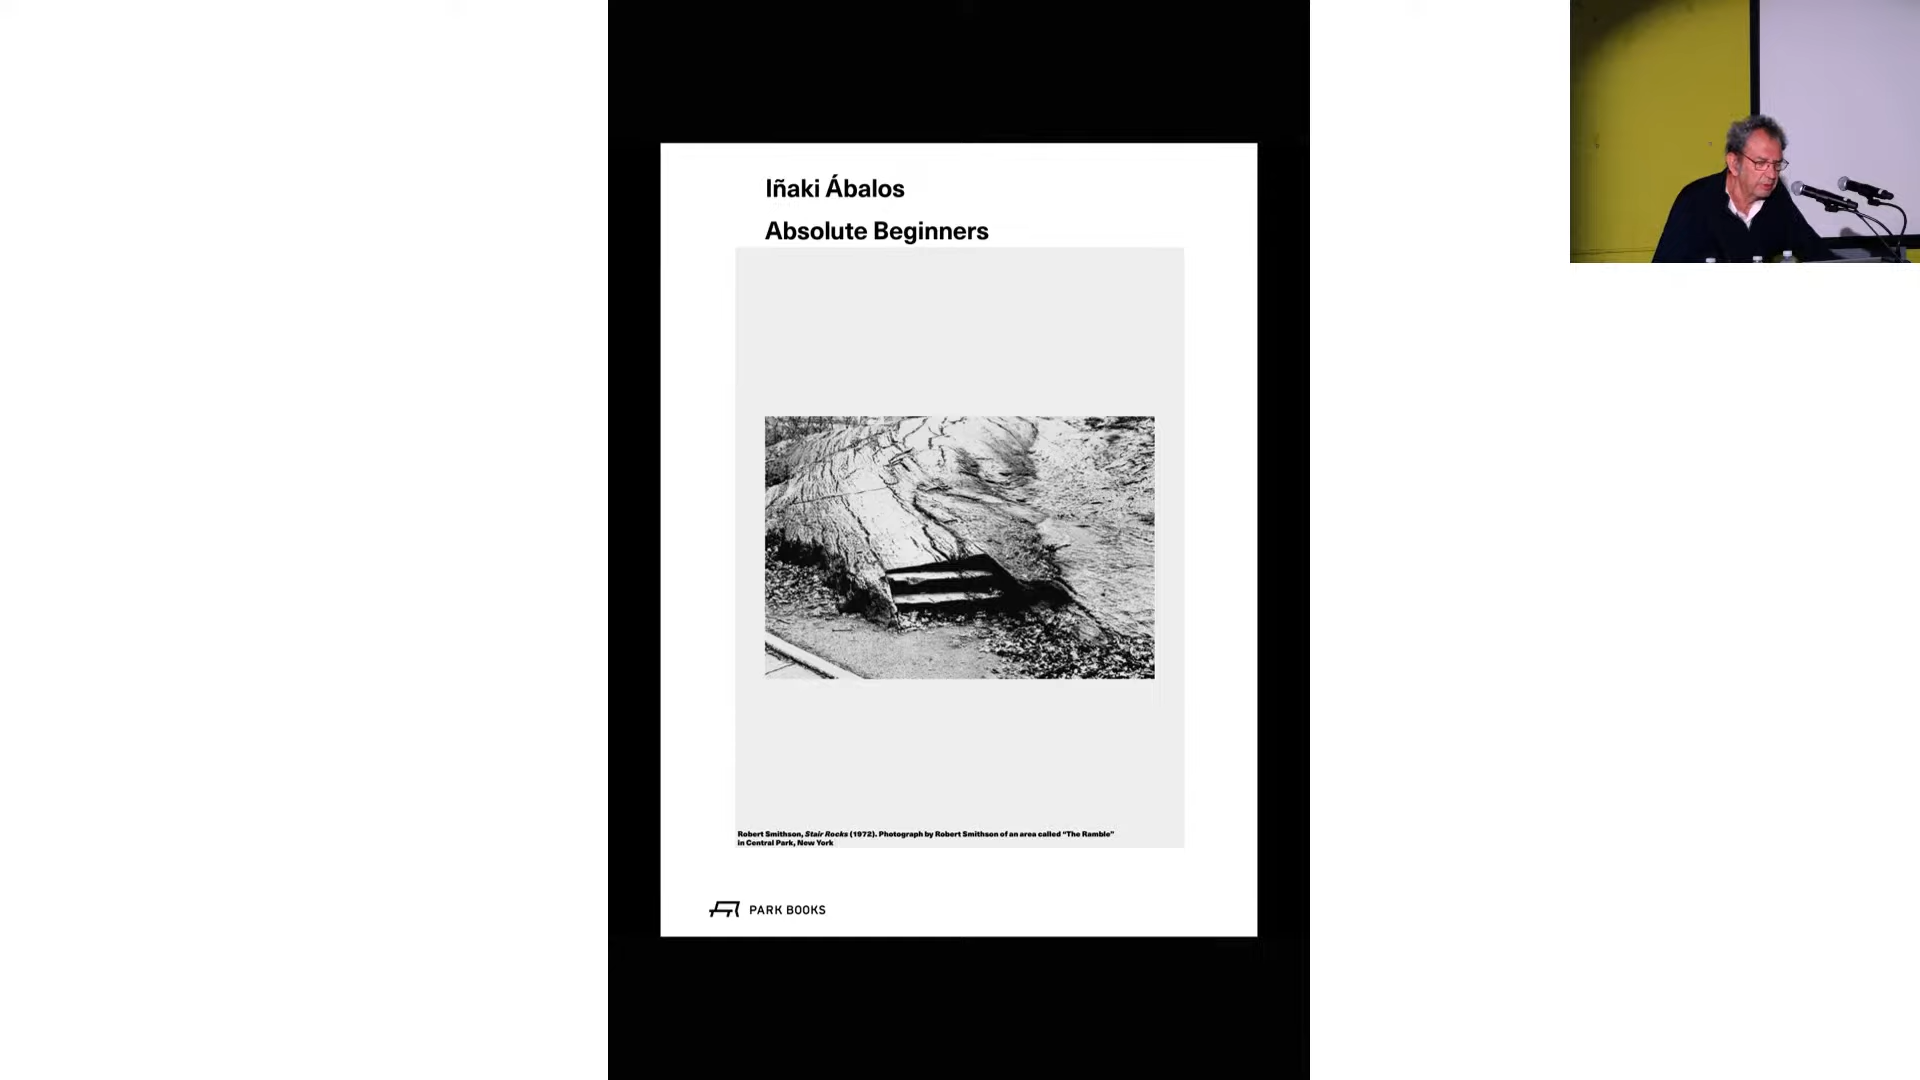 Iñaki Ábalos
Absolute Beginners
Robert Smithson, Stair Rocks (1972). Photograph by Robert Smithson of an area called “The Ramble”
in Central Park, New York
PARK BOOKS